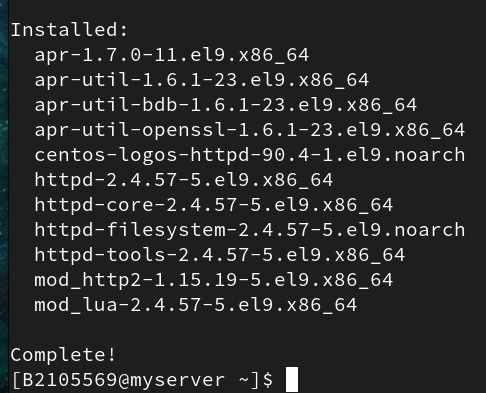 Installed:
apr-1.7.0-11.el9.x86_64
apr-util-1.6.1-23.el9.x86_64
apr-util-bdb-1.6.1-23.el9.x86_64
apr-util-openssl-1.6.1-23.el9.x86_64
centos-logos-httpd-90.4-1.el9.noarch
httpd-2.4.57-5.el9.x86_64
httpd-core-2.4.57-5.el9.x86_64
httpd-filesystem-2.4.57-5.el9.noarch
httpd-tools-2.4.57-5.el9.x86_64
mod_http2-1.15.19-5.el9.x86_64
mod_lua-2.4.57-5.el9.x86_64
Complete!
[B2105569@myserver ~]$